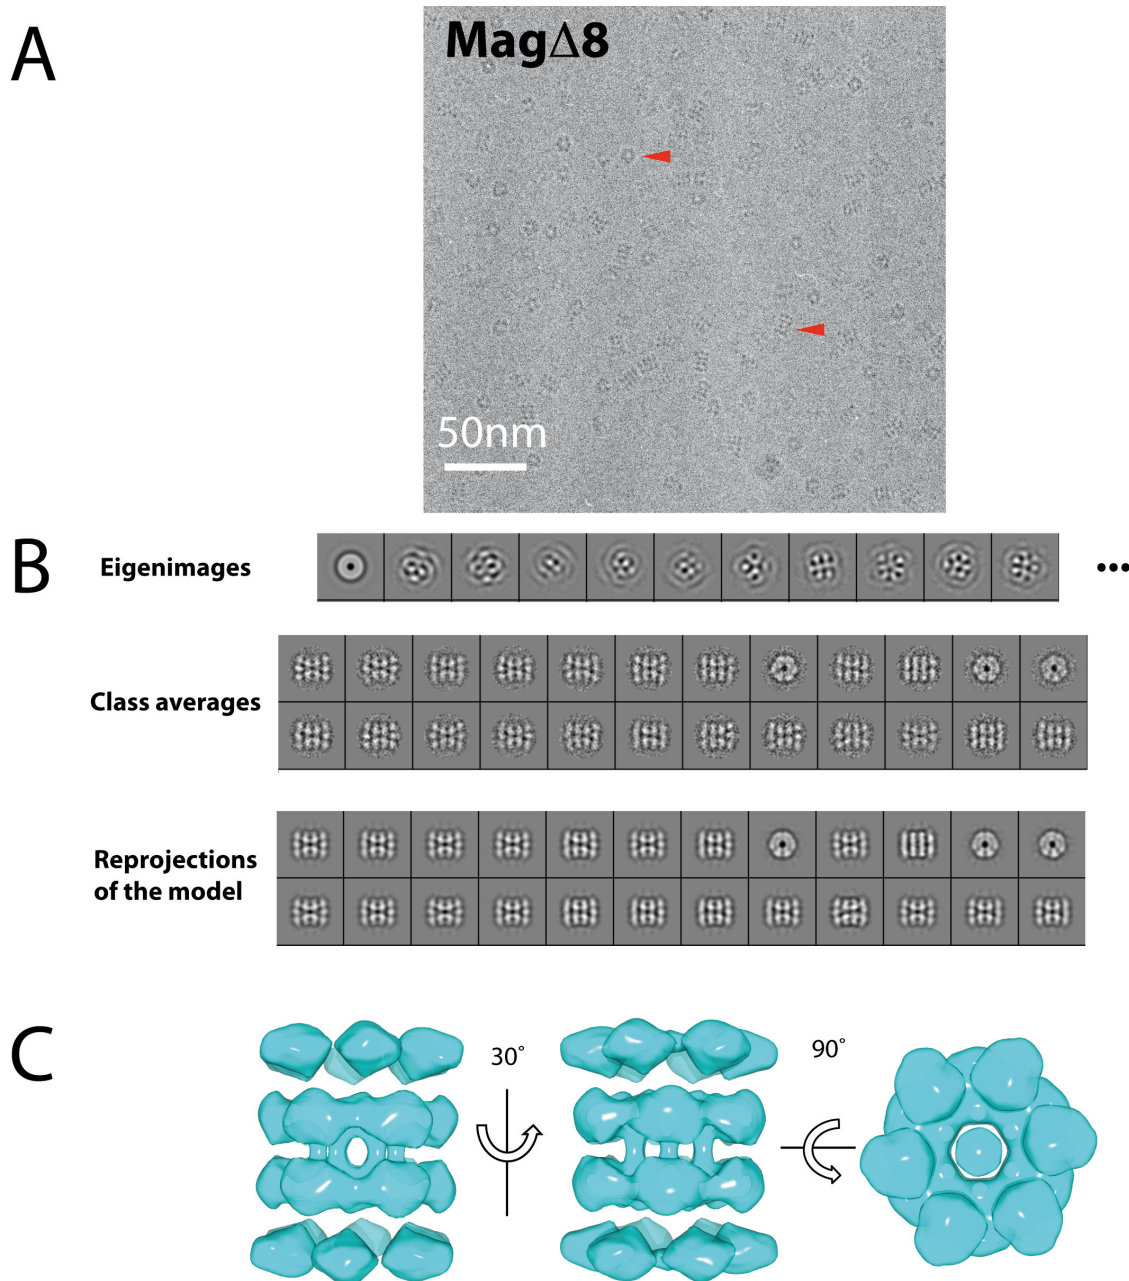 A
MagΔ8
50nm
B
Eigenimages
•••
Class averages
Reprojections
of the model
C
30°
90°